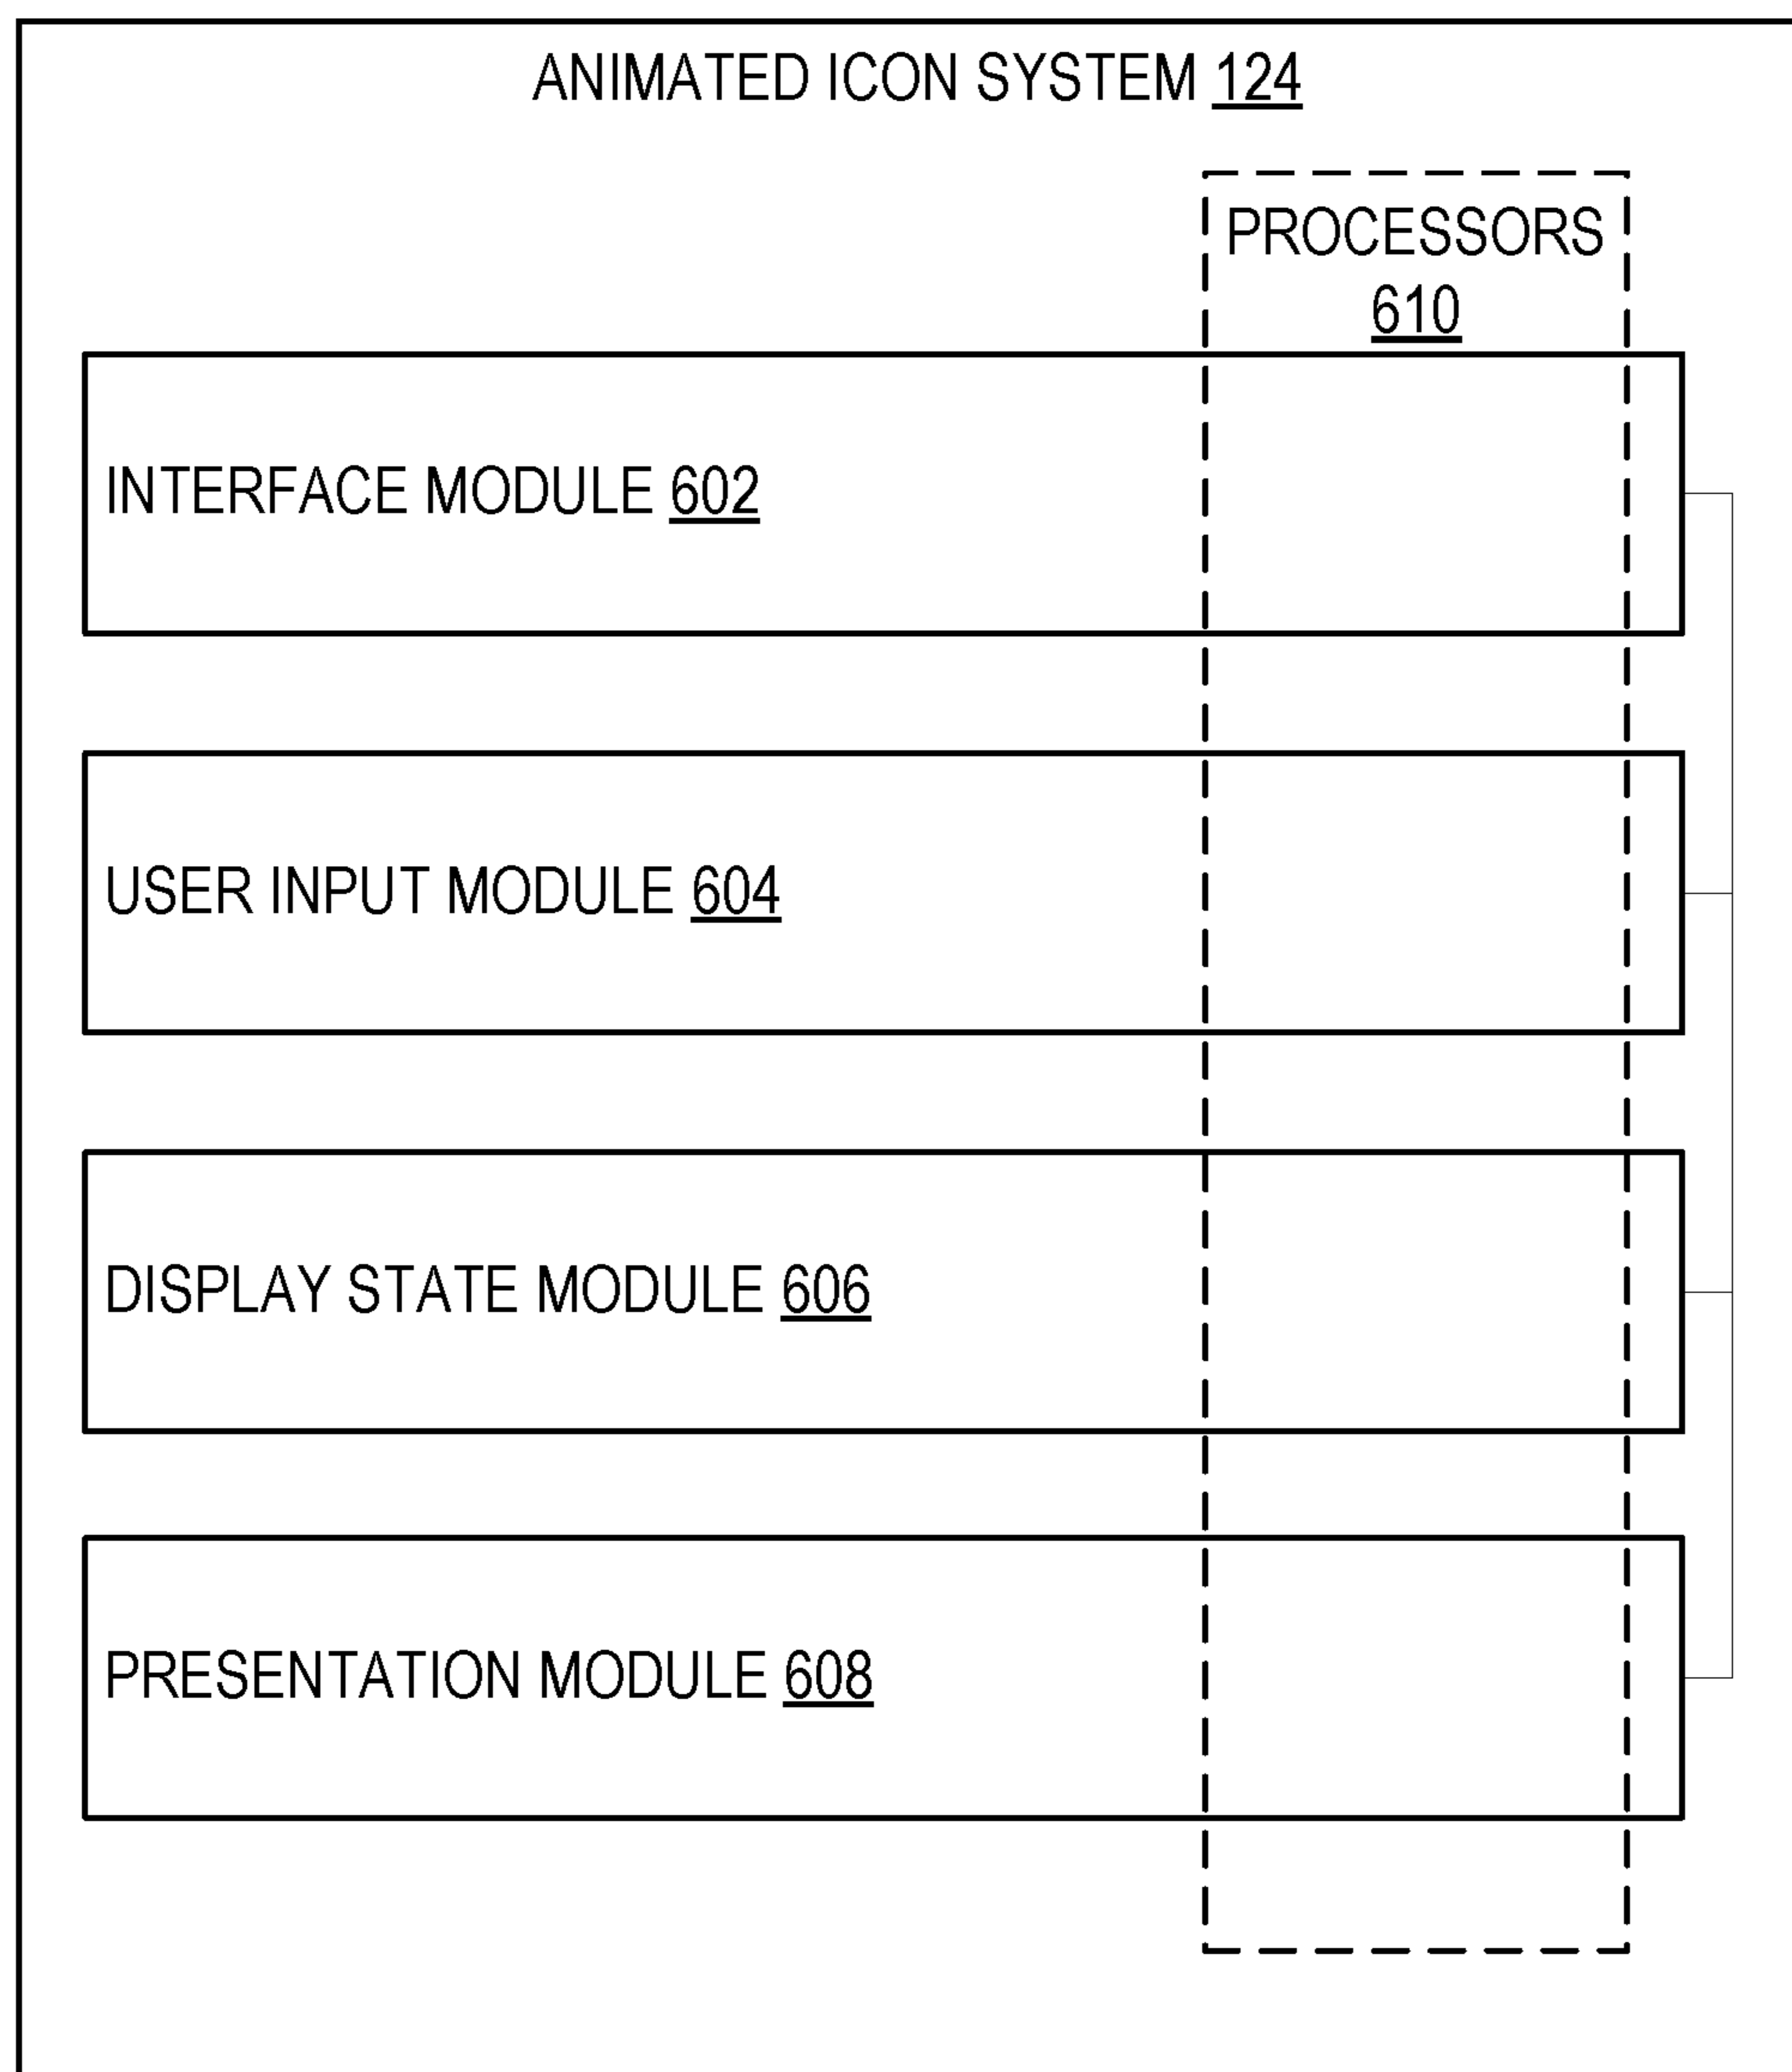 ANIMATED ICON SYSTEM 124
PROCESSORS
610
INTERFACE MODULE 602
USER INPUT MODULE 604
DISPLAY STATE MODULE 606
PRESENTATION MODULE 608